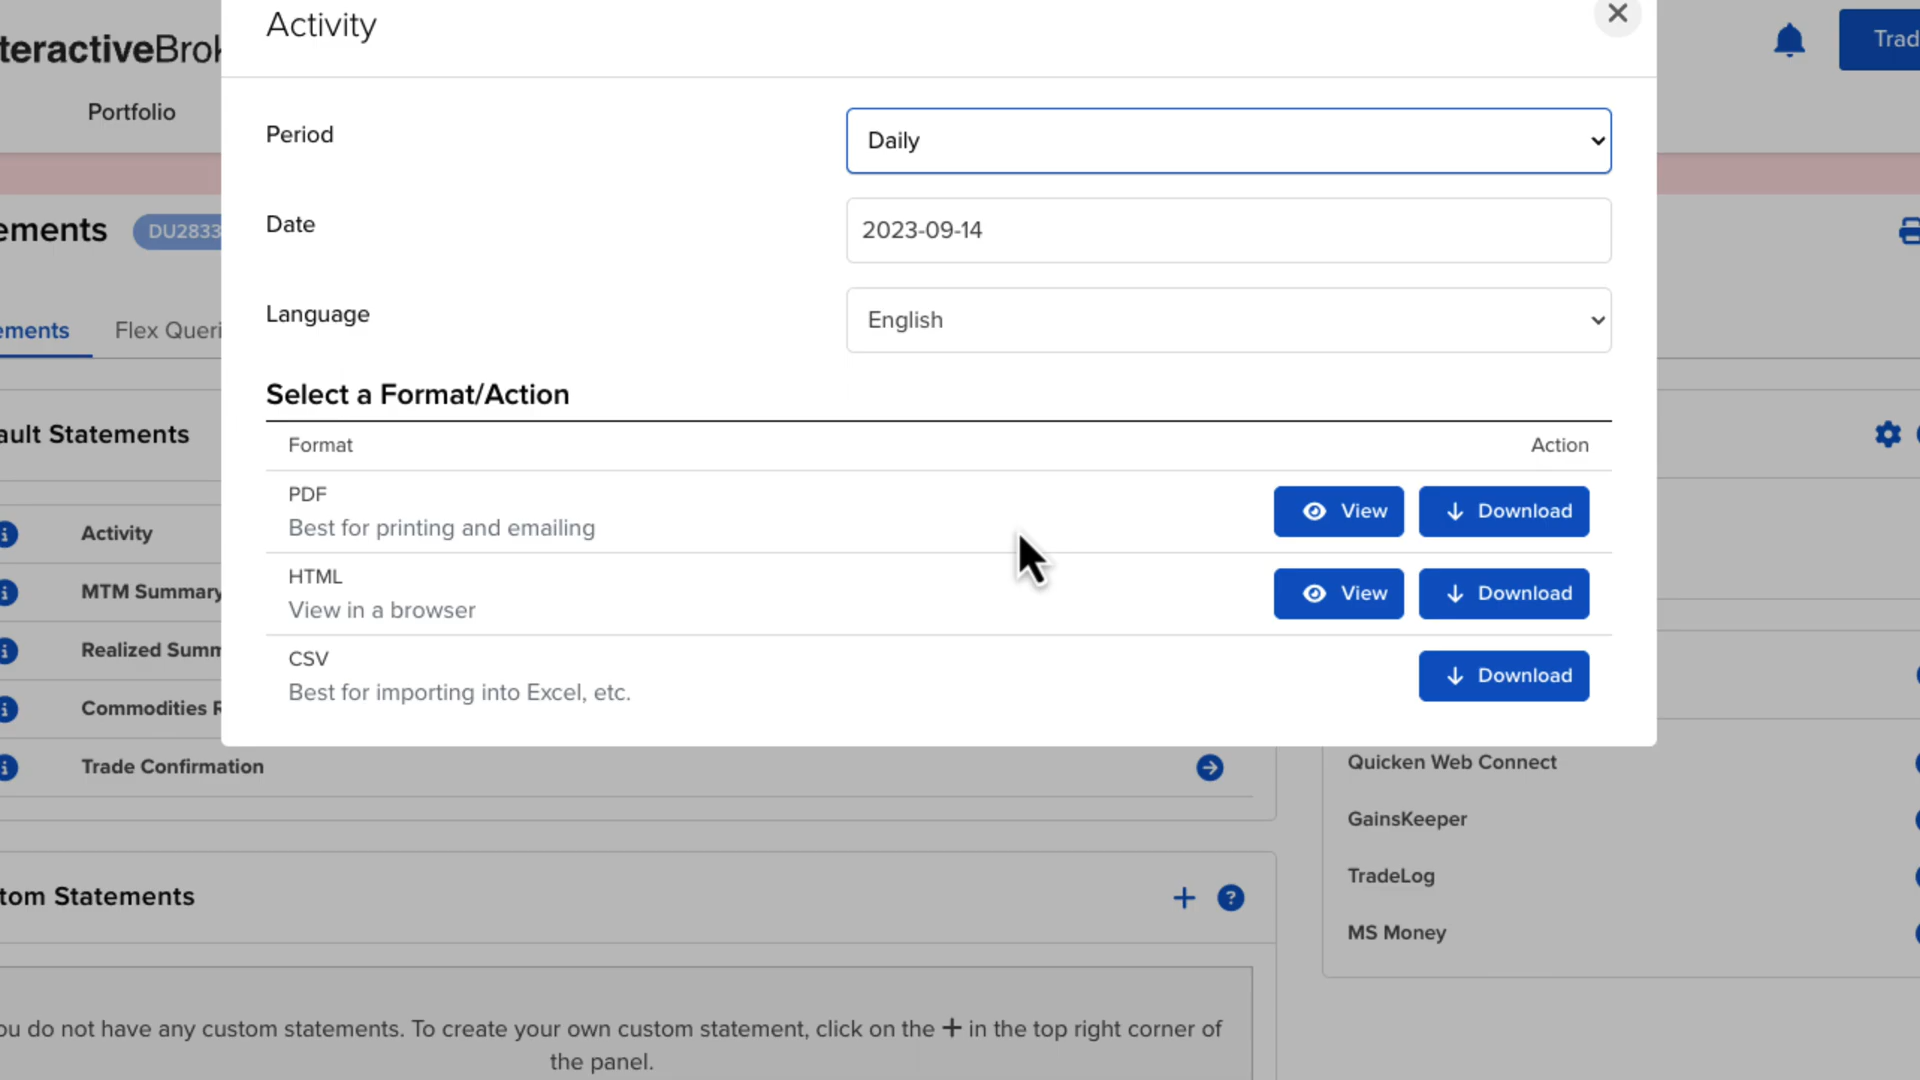 Activity
teractiveBrok
Trad
Portfolio
Period
Daily
Date
2023-09-14
ements
DU2833
Language
English
ements
Flex Queri
Select a Format/Action
ault Statements
Format
Action
PDF
Best for printing and emailing
View
Download
Activity
HTML
View in a browser
View
Download
MTM Summary
Realized Summ
CSV
Best for importing into Excel, etc.
Download
Commodities R
Trade Confirmation
Quicken Web Connect
GainsKeeper
TradeLog
MS Money
tom Statements
ou do not have any custom statements. To create your own custom statement, click on the + in the top right corner of
the panel.